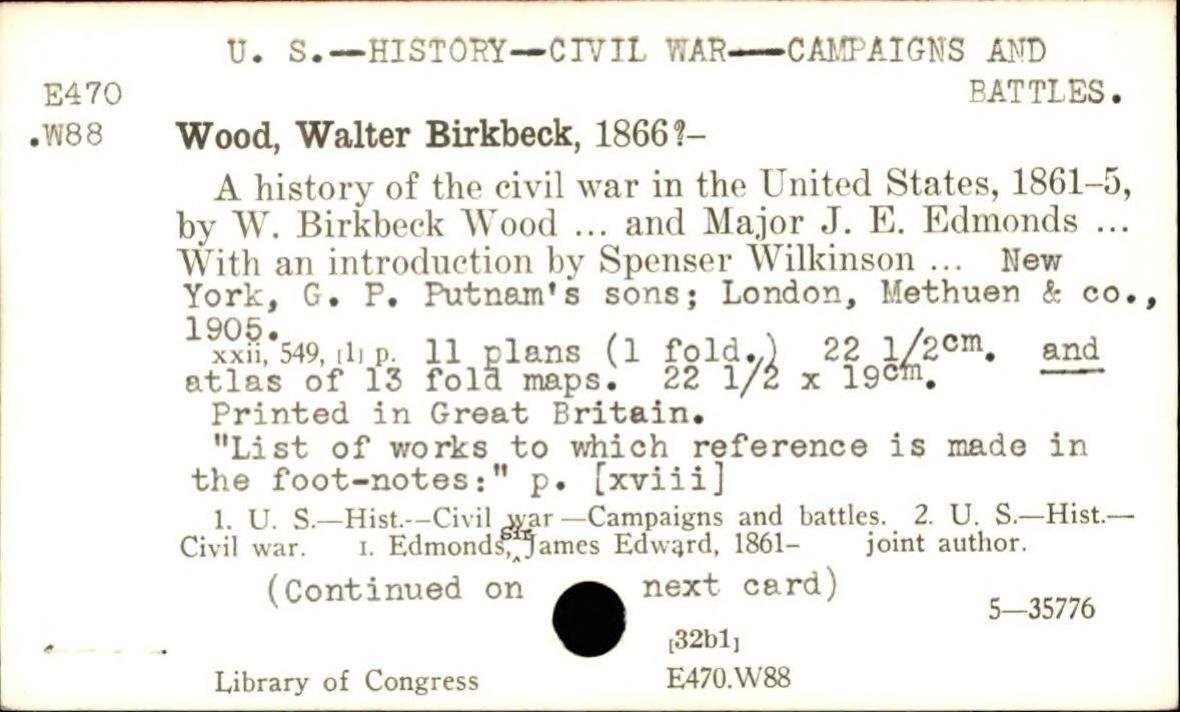 U. S.—HISTORY—CIVIL WAR—CAMPAIGNS AND
E470 BATTLES.
.W88 Wood, Walter Birkbeck, 1866?–
A history of the civil war in the United States, 1861–5,
by W. Birkbeck Wood ... and Major J. E. Edmonds ...
With an introduction by Spenser Wilkinson ... New
York, G. P. Putnam's sons; London, Methuen & co.,
1905.
xxii, 549, [1] p. 11 plans (1 fold.) 22 1/2cm. and
atlas of 13 fold maps. 22 1/2 x 19cm.
Printed in Great Britain.
"List of works to which reference is made in
the foot-notes:" p. [xviii]
1. U. S.—Hist.--Civil war—Campaigns and battles. 2. U. S.—Hist.—
Civil war. I. Edmonds, sir James Edward, 1861– joint author.
(Continued on next card)
5—35776
[32b1]
Library of Congress E470.W88